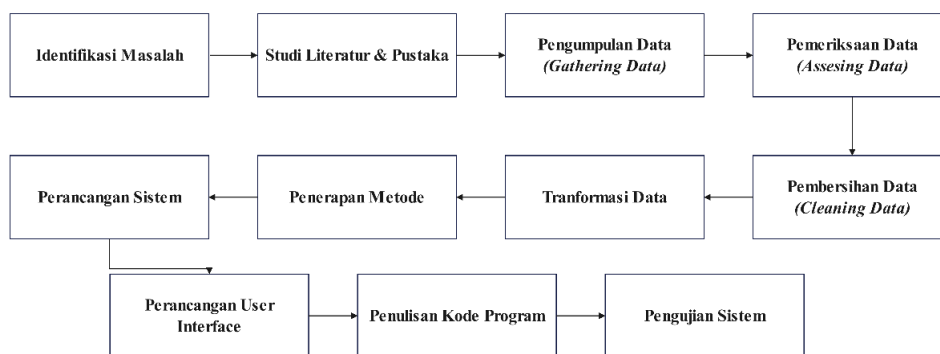 Identifikasi Masalah
Studi Literatur & Pustaka
Pengumpulan Data
(Gathering Data)
Pemeriksaan Data
(Assesing Data)
Perancangan Sistem
Penerapan Metode
Tranformasi Data
Pembersihan Data
(Cleaning Data)
Perancangan User
Interface
Penulisan Kode Program
Pengujian Sistem